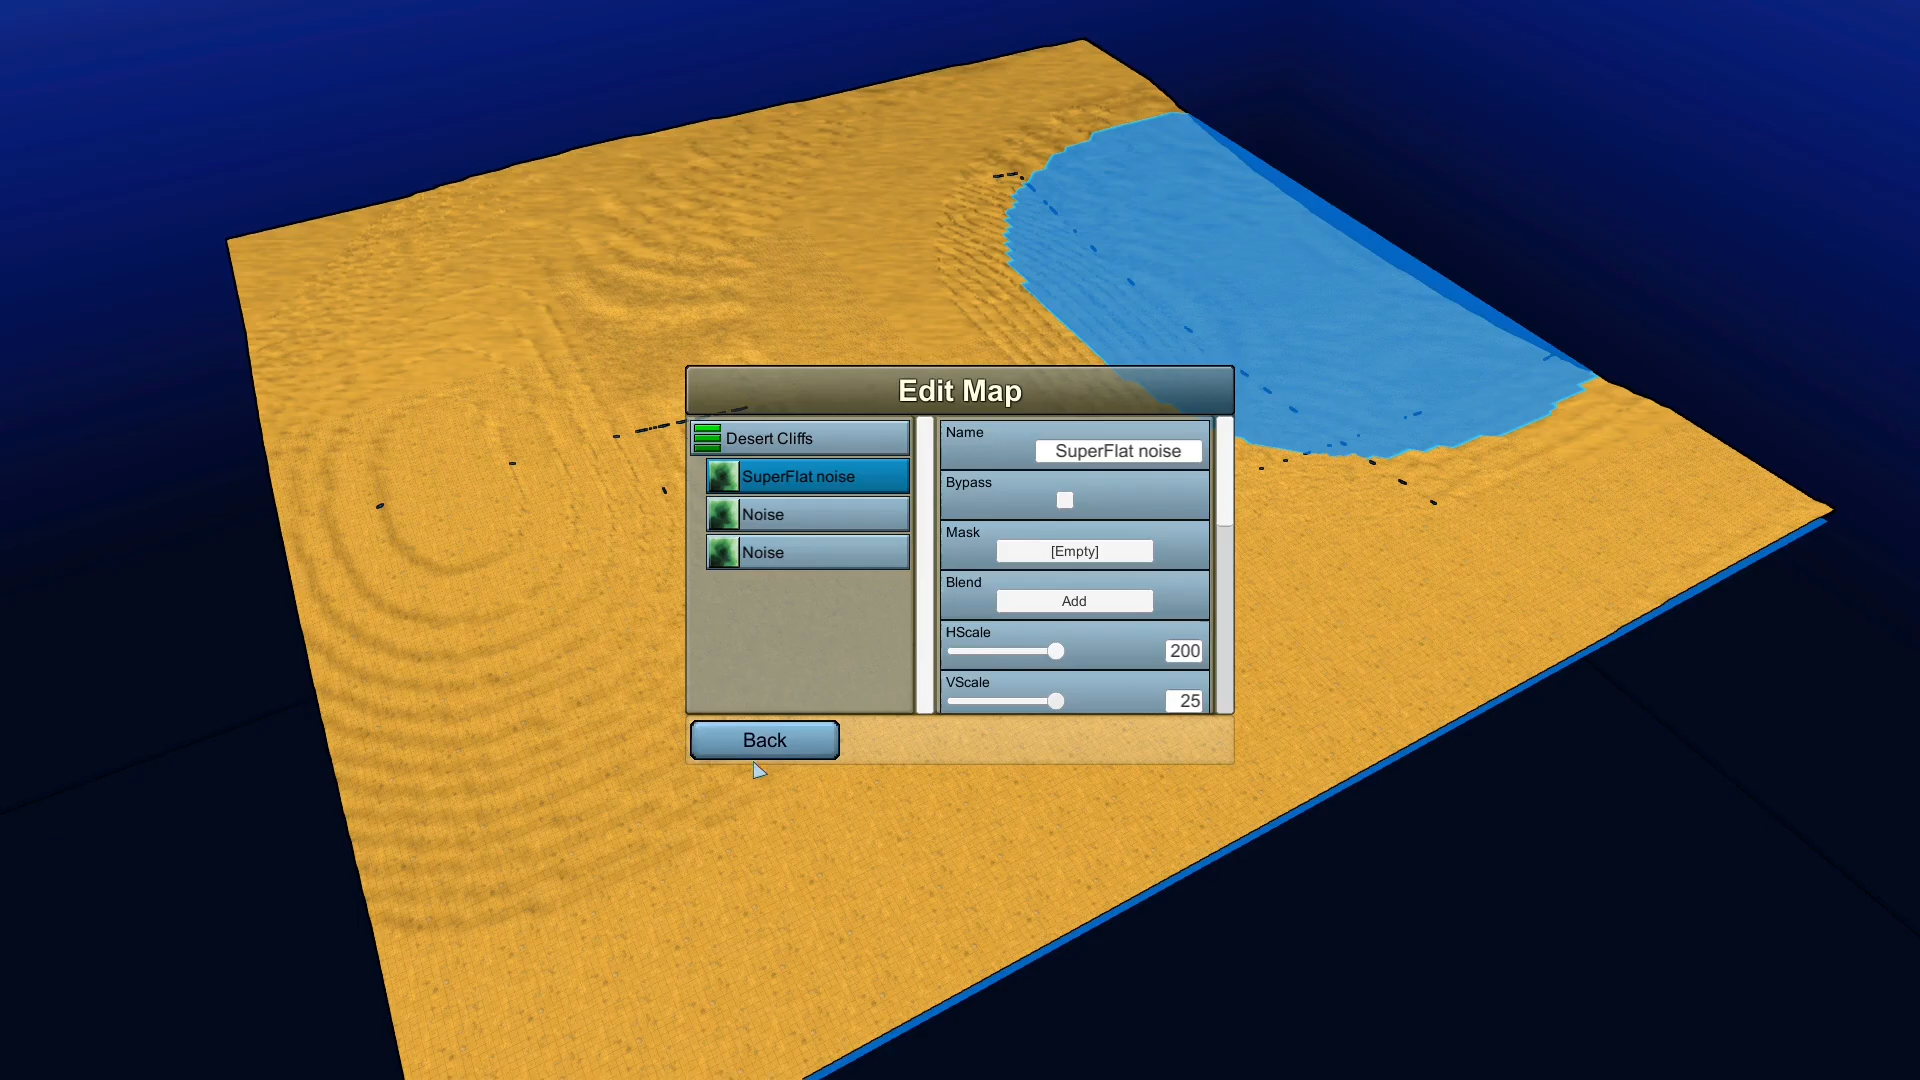 Edit Map
Desert Cliffs
SuperFlat noise
Noise
Noise
Name
SuperFlat noise
Bypass
Mask
[Empty]
Blend
Add
HScale
200
VScale
25
Back